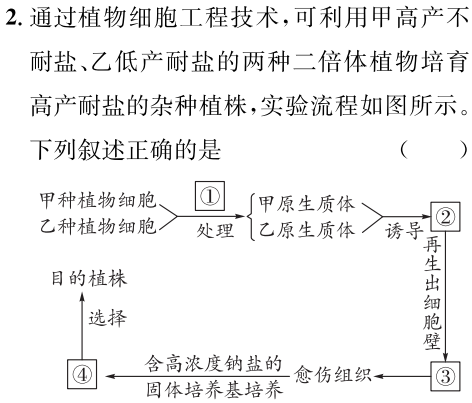 2. 通过植物细胞工程技术,可利用甲高产不
耐盐、乙低产耐盐的两种二倍体植物培育
高产耐盐的杂种植株,实验流程如图所示。
下列叙述正确的是 (  )
甲种植物细胞
乙种植物细胞
①
处理
甲原生质体
乙原生质体
诱导
②
再生出细胞壁
③
愈伤组织
含高浓度钠盐的
固体培养基培养
④
选择
目的植株